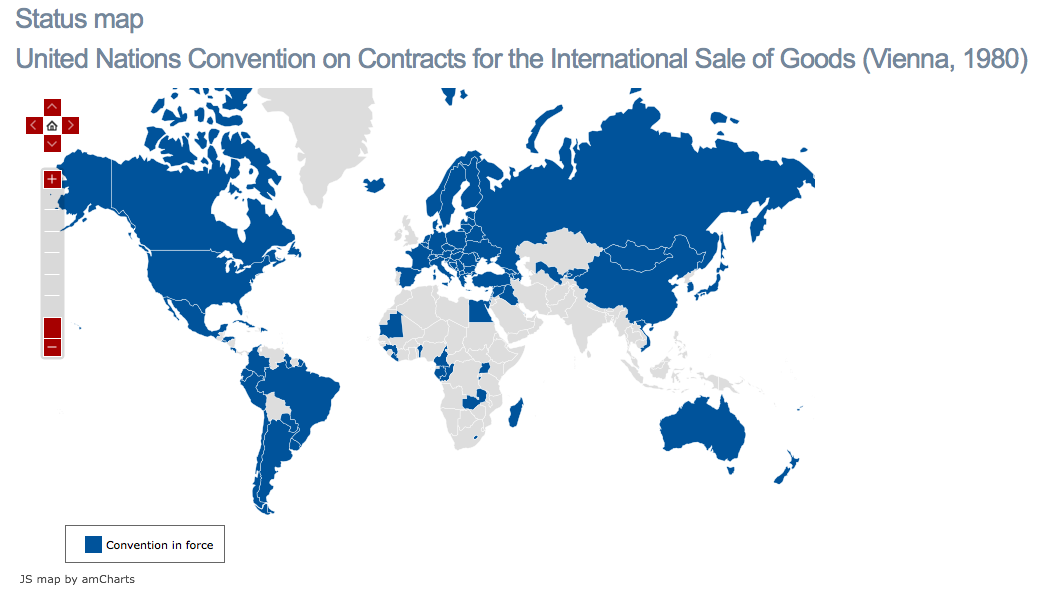 Status map
United Nations Convention on Contracts for the International Sale of Goods (Vienna, 1980)
Convention in force
JS map by amCharts